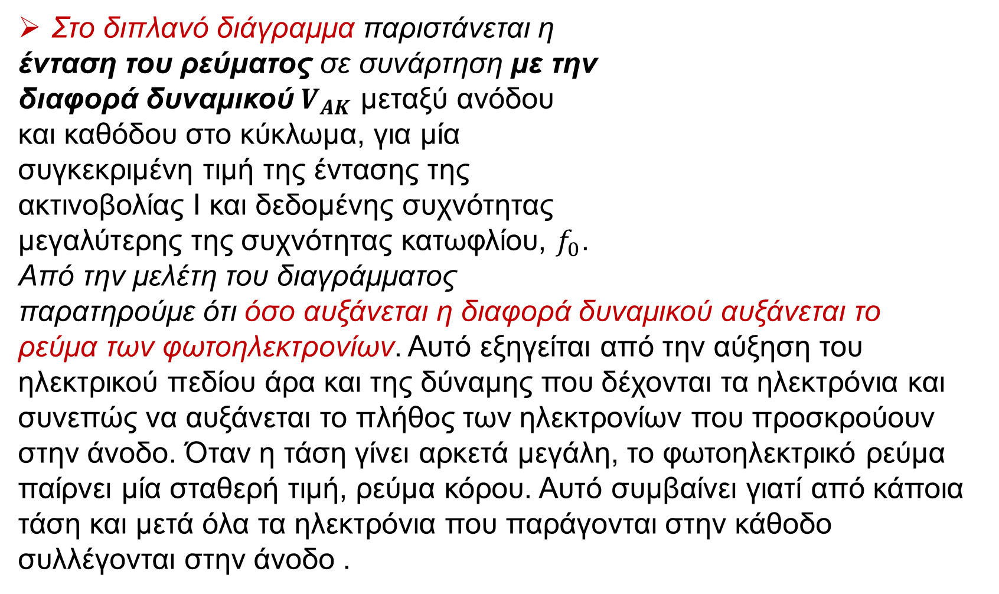 ➢ Στο διπλανό διάγραμμα παριστάνεται η
ένταση του ρεύματος σε συνάρτηση με την
διαφορά δυναμικού V_AK μεταξύ ανόδου
και καθόδου στο κύκλωμα, για μία
συγκεκριμένη τιμή της έντασης της
ακτινοβολίας Ι και δεδομένης συχνότητας
μεγαλύτερης της συχνότητας κατωφλίου, f₀.
Από την μελέτη του διαγράμματος
παρατηρούμε ότι όσο αυξάνεται η διαφορά δυναμικού αυξάνεται το
ρεύμα των φωτοηλεκτρονίων. Αυτό εξηγείται από την αύξηση του
ηλεκτρικού πεδίου άρα και της δύναμης που δέχονται τα ηλεκτρόνια και
συνεπώς να αυξάνεται το πλήθος των ηλεκτρονίων που προσκρούουν
στην άνοδο. Όταν η τάση γίνει αρκετά μεγάλη, το φωτοηλεκτρικό ρεύμα
παίρνει μία σταθερή τιμή, ρεύμα κόρου. Αυτό συμβαίνει γιατί από κάποια
τάση και μετά όλα τα ηλεκτρόνια που παράγονται στην κάθοδο
συλλέγονται στην άνοδο .